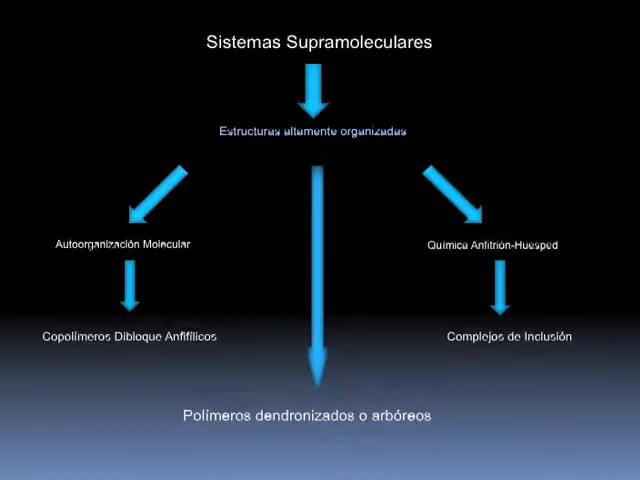 Sistemas Supramoleculares
Estructuras altamente organizadas
Autoorganización Molecular
Química Anfitrión-Huesped
Copolímeros Dibloque Anfifílicos
Complejos de Inclusión
Polímeros dendronizados o arbóreos